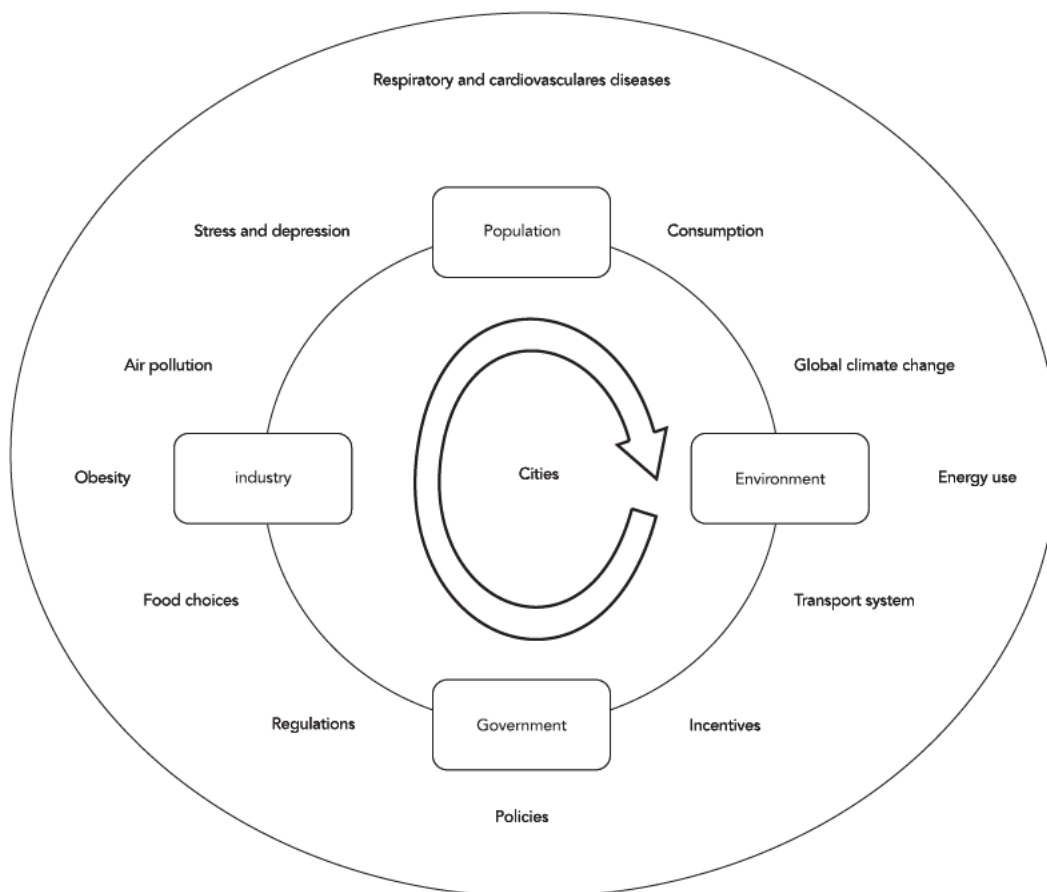 Respiratory and cardiovasculares diseases
Stress and depression
Population
Consumption
Air pollution
Global climate change
Obesity
industry
Cities
Environment
Energy use
Food choices
Transport system
Regulations
Government
Incentives
Policies